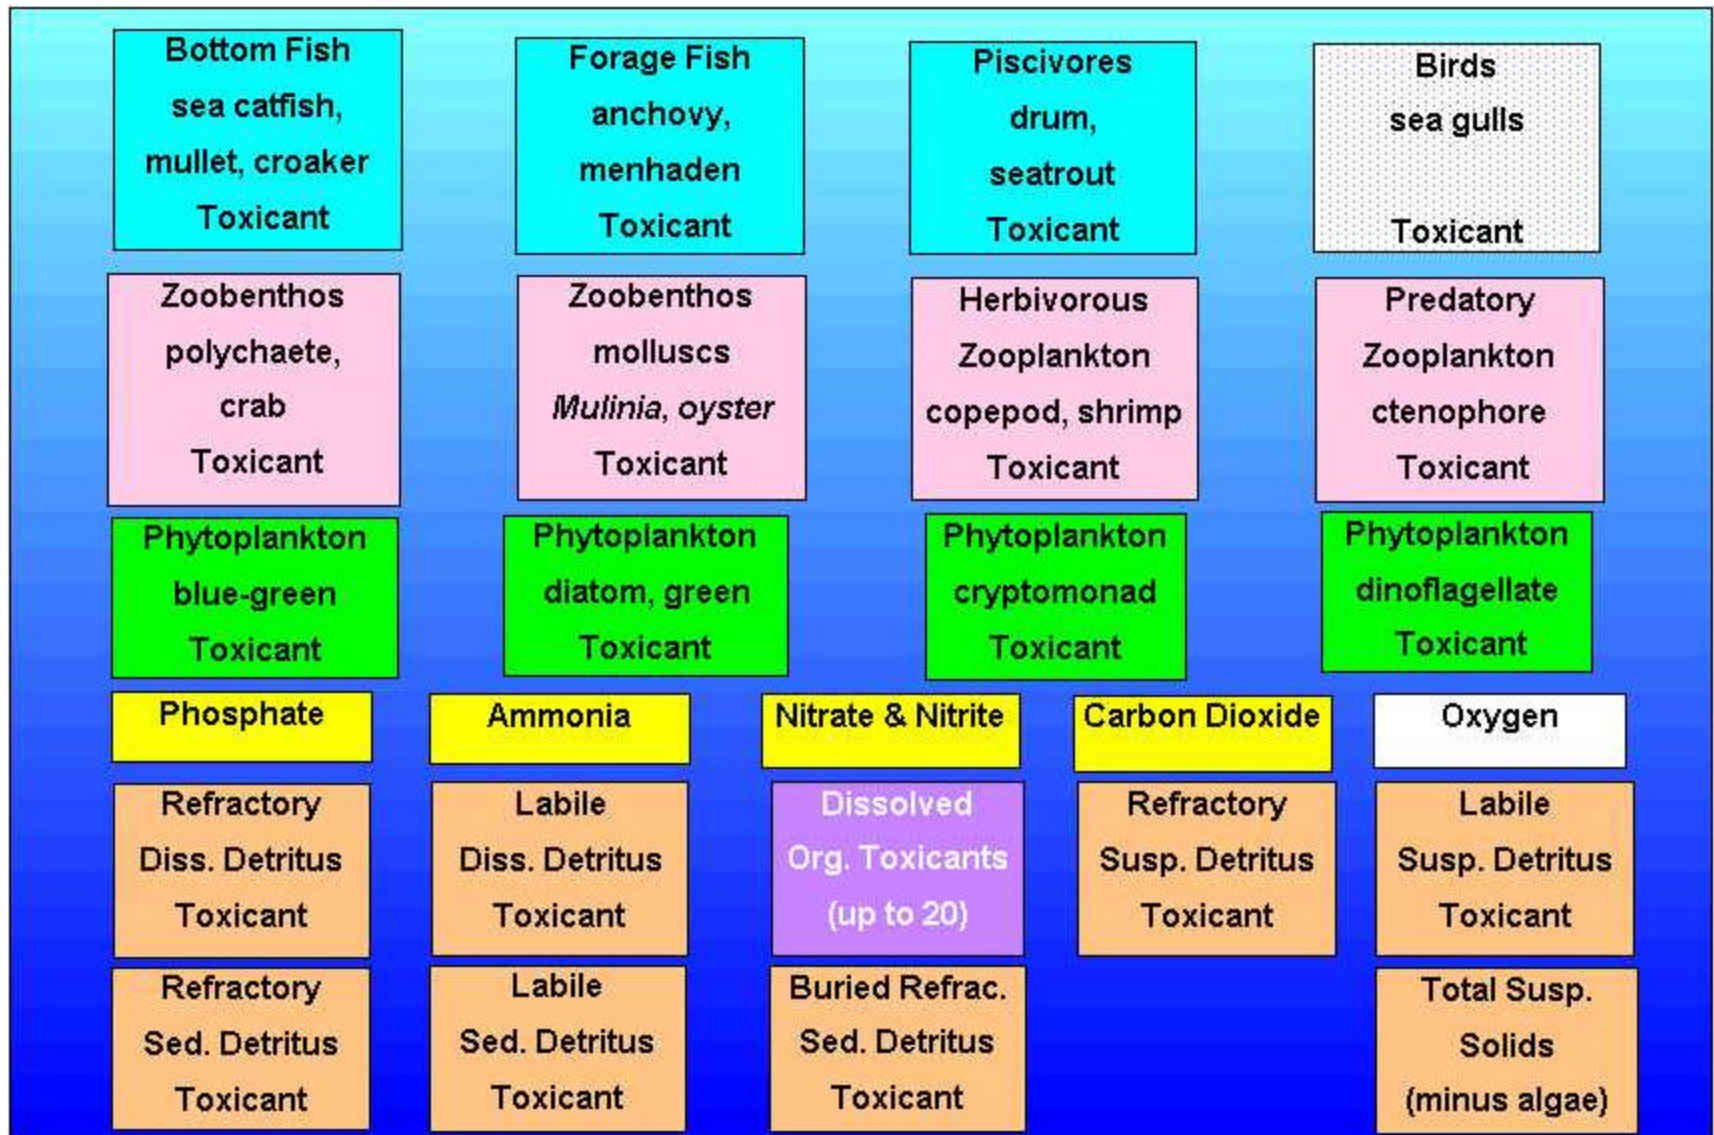 Bottom Fish
sea catfish,
mullet, croaker
Toxicant
Forage Fish
anchovy,
menhaden
Toxicant
Piscivores
drum,
seatrout
Toxicant
Birds
sea gulls
Toxicant
Zoobenthos
polychaete,
crab
Toxicant
Zoobenthos
molluscs
Mulinia, oyster
Toxicant
Herbivorous
Zooplankton
copepod, shrimp
Toxicant
Predatory
Zooplankton
ctenophore
Toxicant
Phytoplankton
blue-green
Toxicant
Phytoplankton
diatom, green
Toxicant
Phytoplankton
cryptomonad
Toxicant
Phytoplankton
dinoflagellate
Toxicant
Phosphate
Ammonia
Nitrate & Nitrite
Carbon Dioxide
Oxygen
Refractory
Diss. Detritus
Toxicant
Labile
Diss. Detritus
Toxicant
Dissolved
Org. Toxicants
(up to 20)
Refractory
Susp. Detritus
Toxicant
Labile
Susp. Detritus
Toxicant
Refractory
Sed. Detritus
Toxicant
Labile
Sed. Detritus
Toxicant
Buried Refrac.
Sed. Detritus
Toxicant
Total Susp.
Solids
(minus algae)